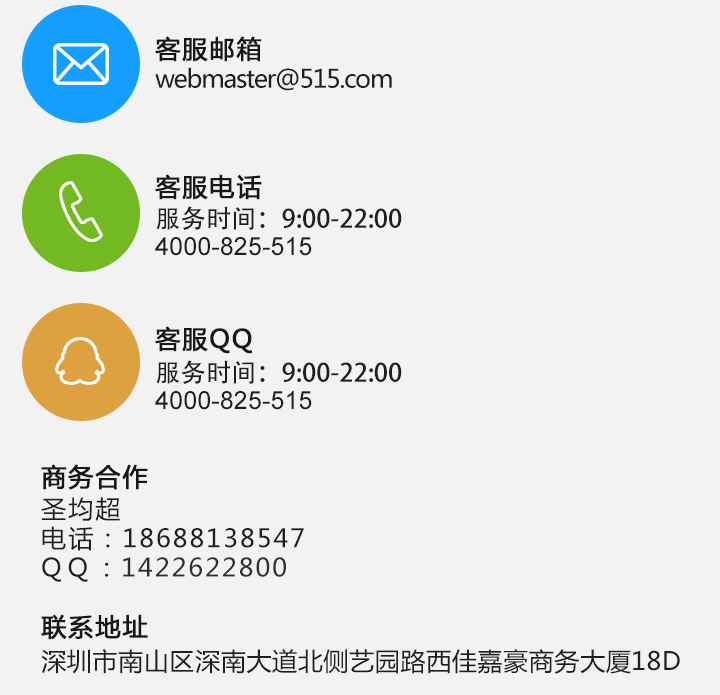 客服邮箱
webmaster@515.com
客服电话
服务时间：9:00-22:00
4000-825-515
客服QQ
服务时间：9:00-22:00
4000-825-515
商务合作
圣均超
电话：18688138547
QQ：1422622800
联系地址
深圳市南山区深南大道北侧艺园路西佳嘉豪商务大厦18D